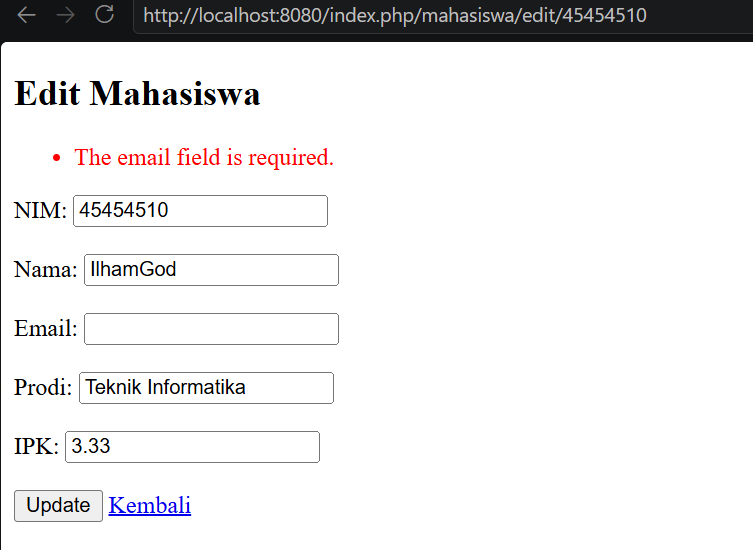 http://localhost:8080/index.php/mahasiswa/edit/45454510
Edit Mahasiswa
• The email field is required.
NIM: 45454510
Nama: IlhamGod
Email:
Prodi: Teknik Informatika
IPK: 3.33
Update Kembali